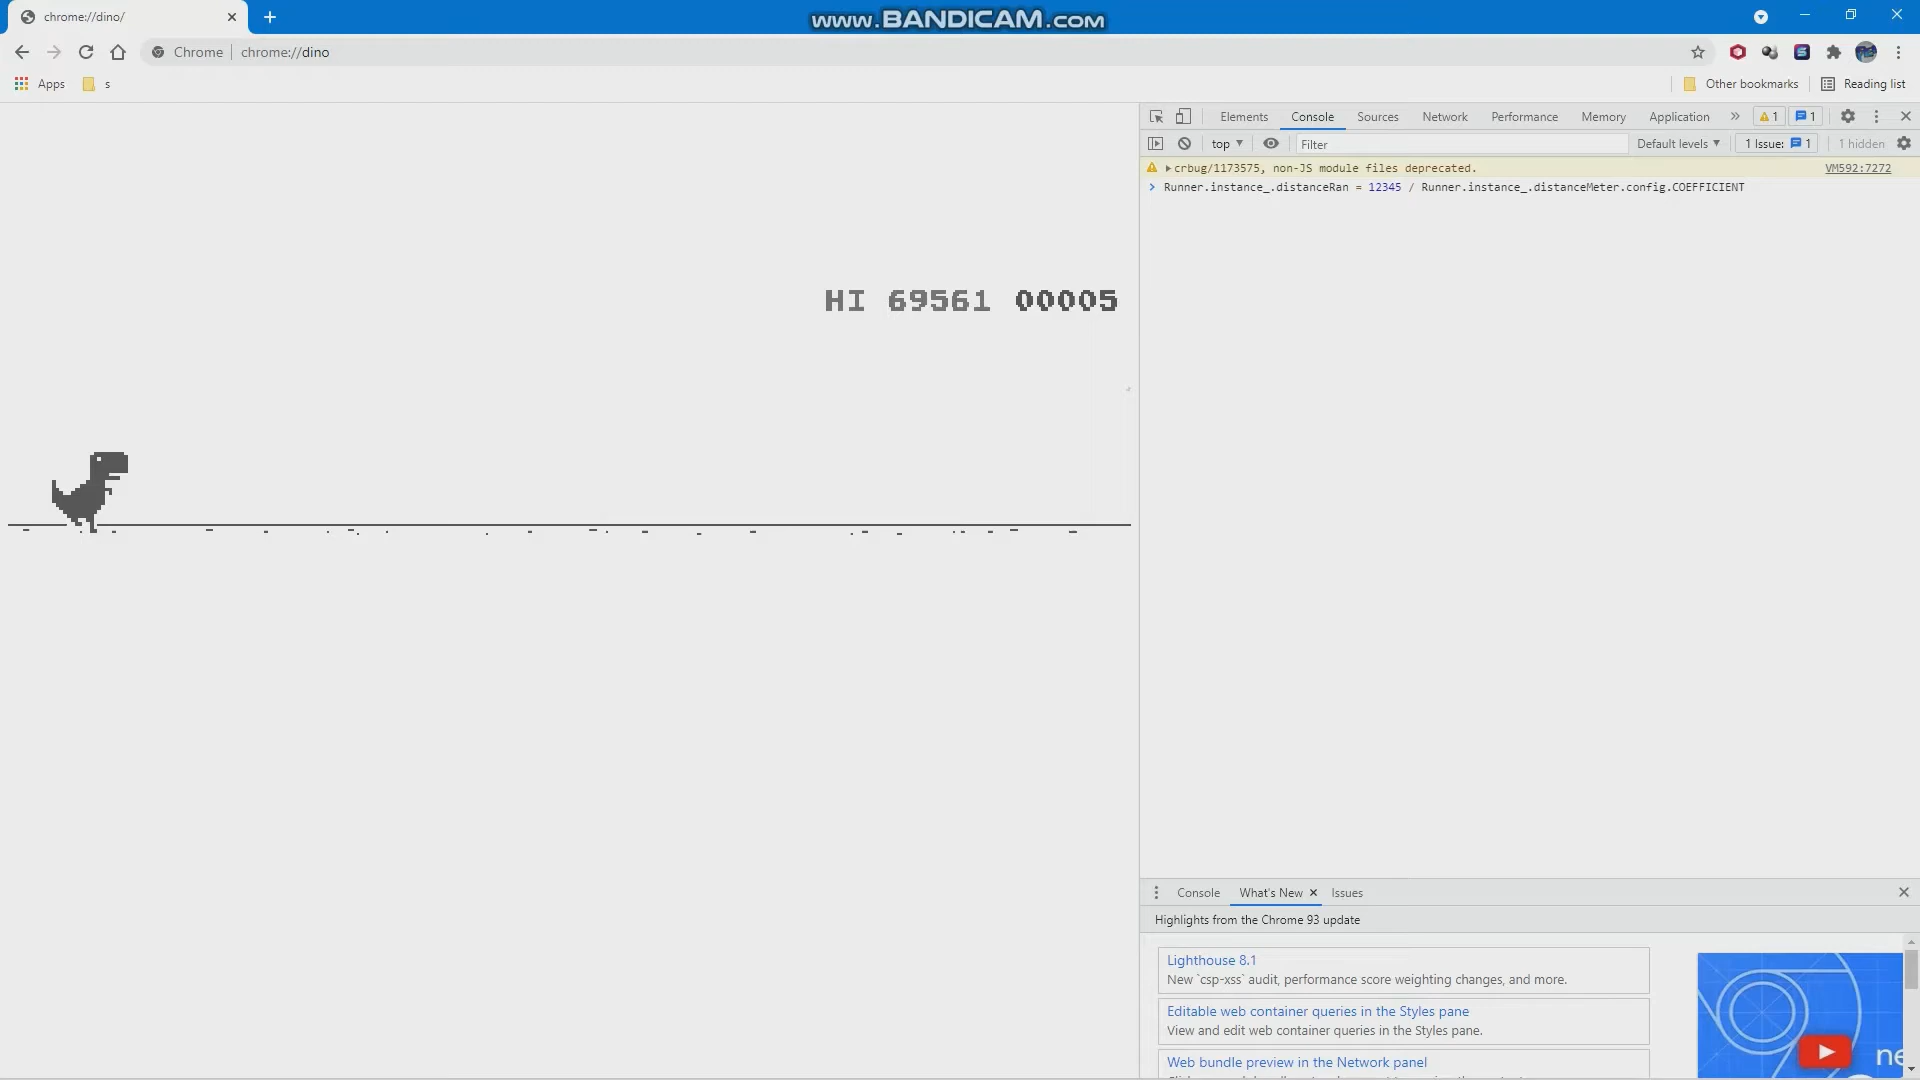 chrome://dino/
www.BANDICAM.com
Chrome chrome://dino
Apps s Other bookmarks Reading list
Elements Console Sources Network Performance Memory Application » 1 1
top Filter Default levels 1 Issue: 1 1 hidden
crbug/1173575, non-JS module files deprecated. VM592:7272
Runner.instance_.distanceRan = 12345 / Runner.instance_.distanceMeter.config.COEFFICIENT
HI 69561 00005
Console What's New Issues
Highlights from the Chrome 93 update
Lighthouse 8.1
New `csp-xss` audit, performance score weighting changes, and more.
Editable web container queries in the Styles pane
View and edit web container queries in the Styles pane.
Web bundle preview in the Network panel
ne